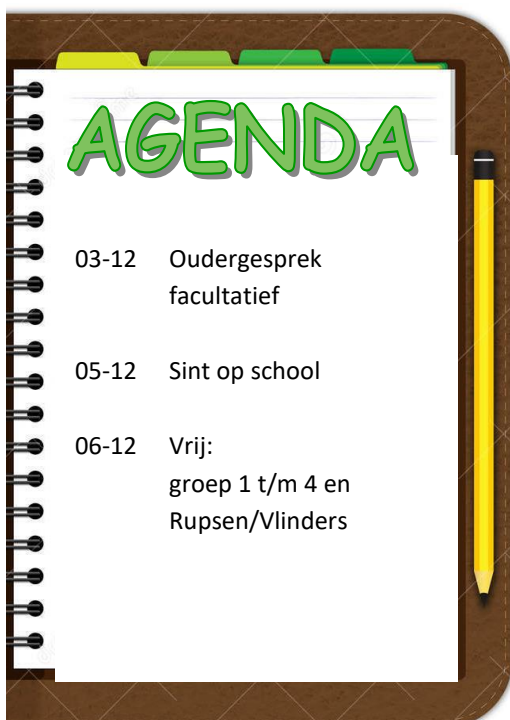 AGENDA
03-12 Oudergesprek
facultatief
05-12 Sint op school
06-12 Vrij:
groep 1 t/m 4 en
Rupsen/Vlinders